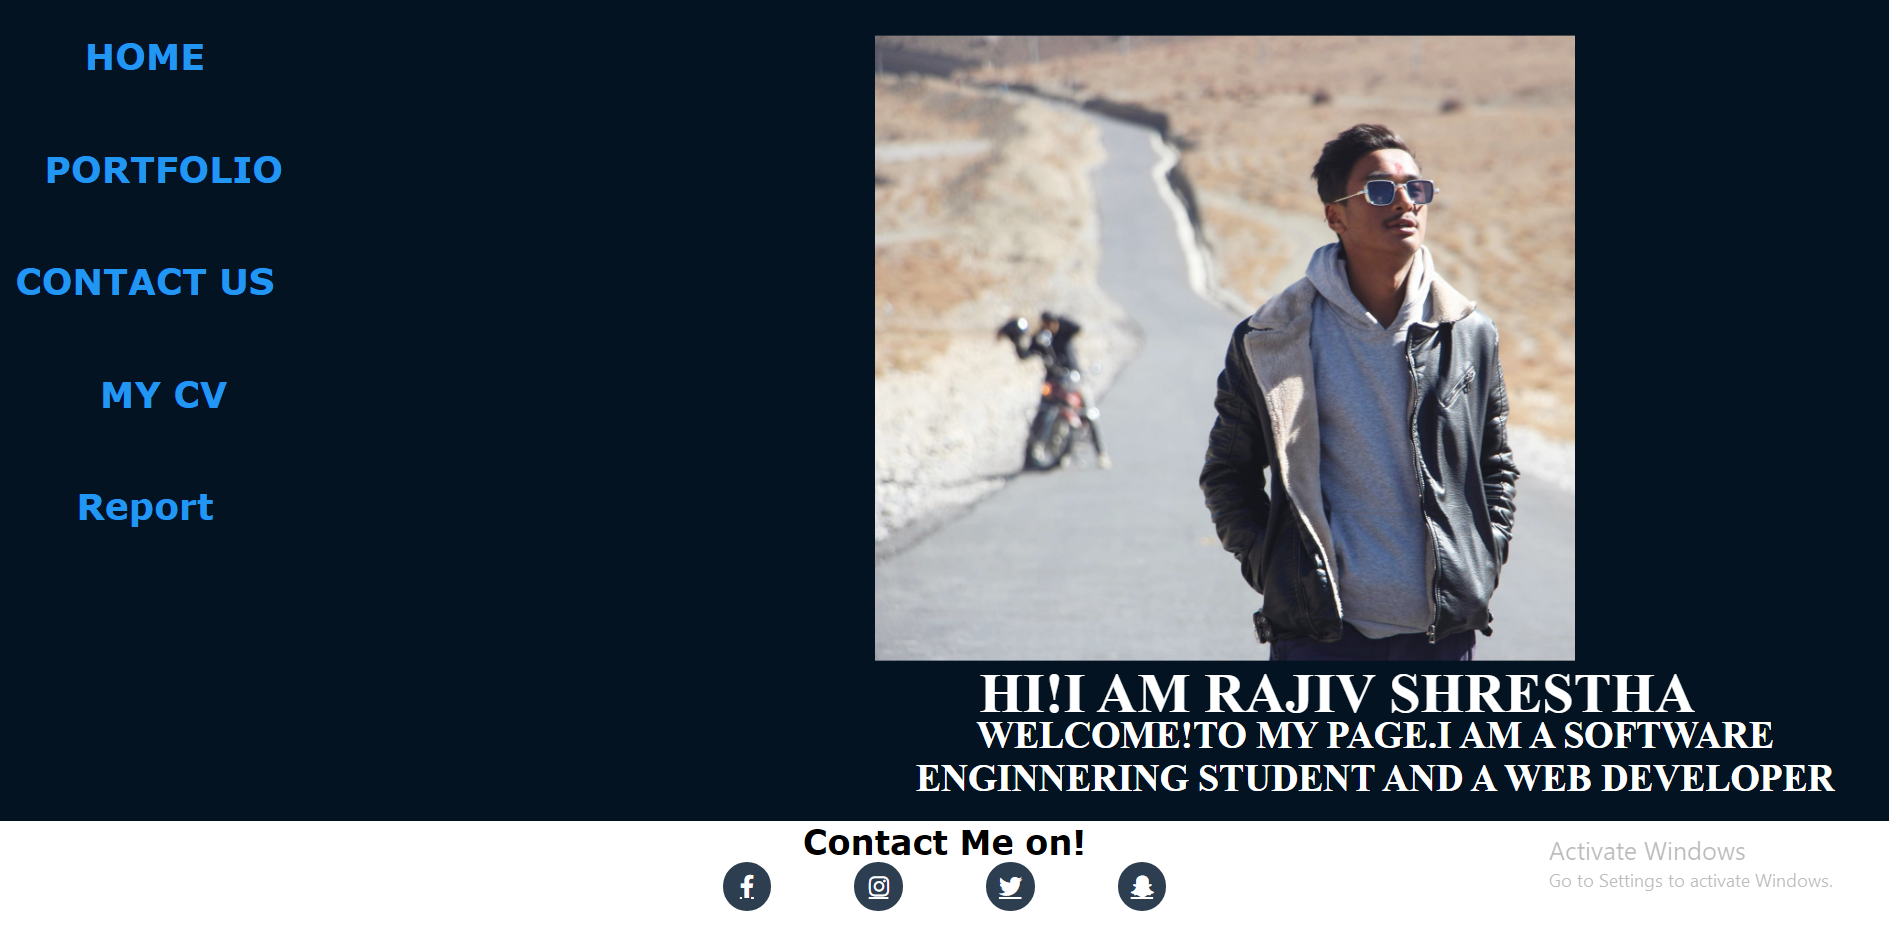 HOME
PORTFOLIO
CONTACT US
MY CV
Report
HI!I AM RAJIV SHRESTHA
WELCOME!TO MY PAGE.I AM A SOFTWARE
ENGINNERING STUDENT AND A WEB DEVELOPER
Contact Me on!
Activate Windows
Go to Settings to activate Windows.